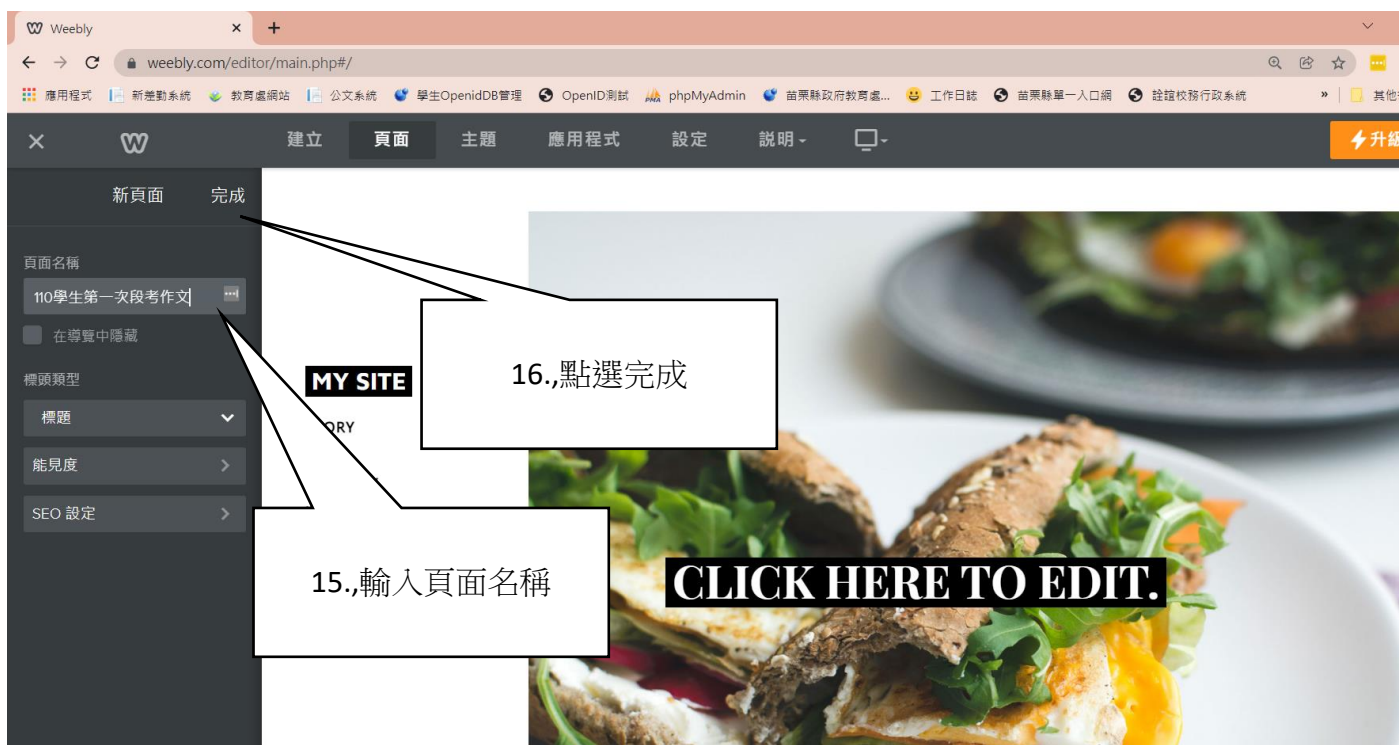 Weebly
weebly.com/editor/main.php#/
應用程式 新差勤系統 教育處網站 公文系統 學生OpenidDB管理 OpenID測試 phpMyAdmin 苗栗縣政府教育處... 工作日誌 苗栗縣單一入口網 詮誼校務行政系統 » 其他
建立 頁面 主題 應用程式 設定 説明 升級
新頁面 完成
頁面名稱
110學生第一次段考作文
在導覽中隱藏
標頭類型
標題
能見度
SEO 設定
MY SITE
ORY
16.,點選完成
15.,輸入頁面名稱
CLICK HERE TO EDIT.